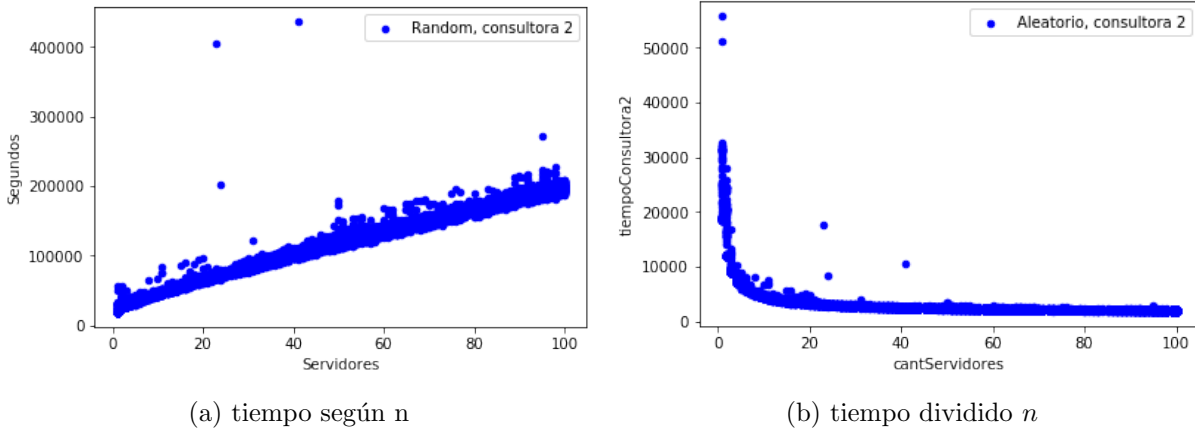 Random, consultora 2
Segundos
400000
300000
200000
100000
0
0 20 40 60 80 100
Servidores
(a) tiempo según n
Aleatorio, consultora 2
tiempoConsultora2
50000
40000
30000
20000
10000
0
0 20 40 60 80 100
cantServidores
(b) tiempo dividido n